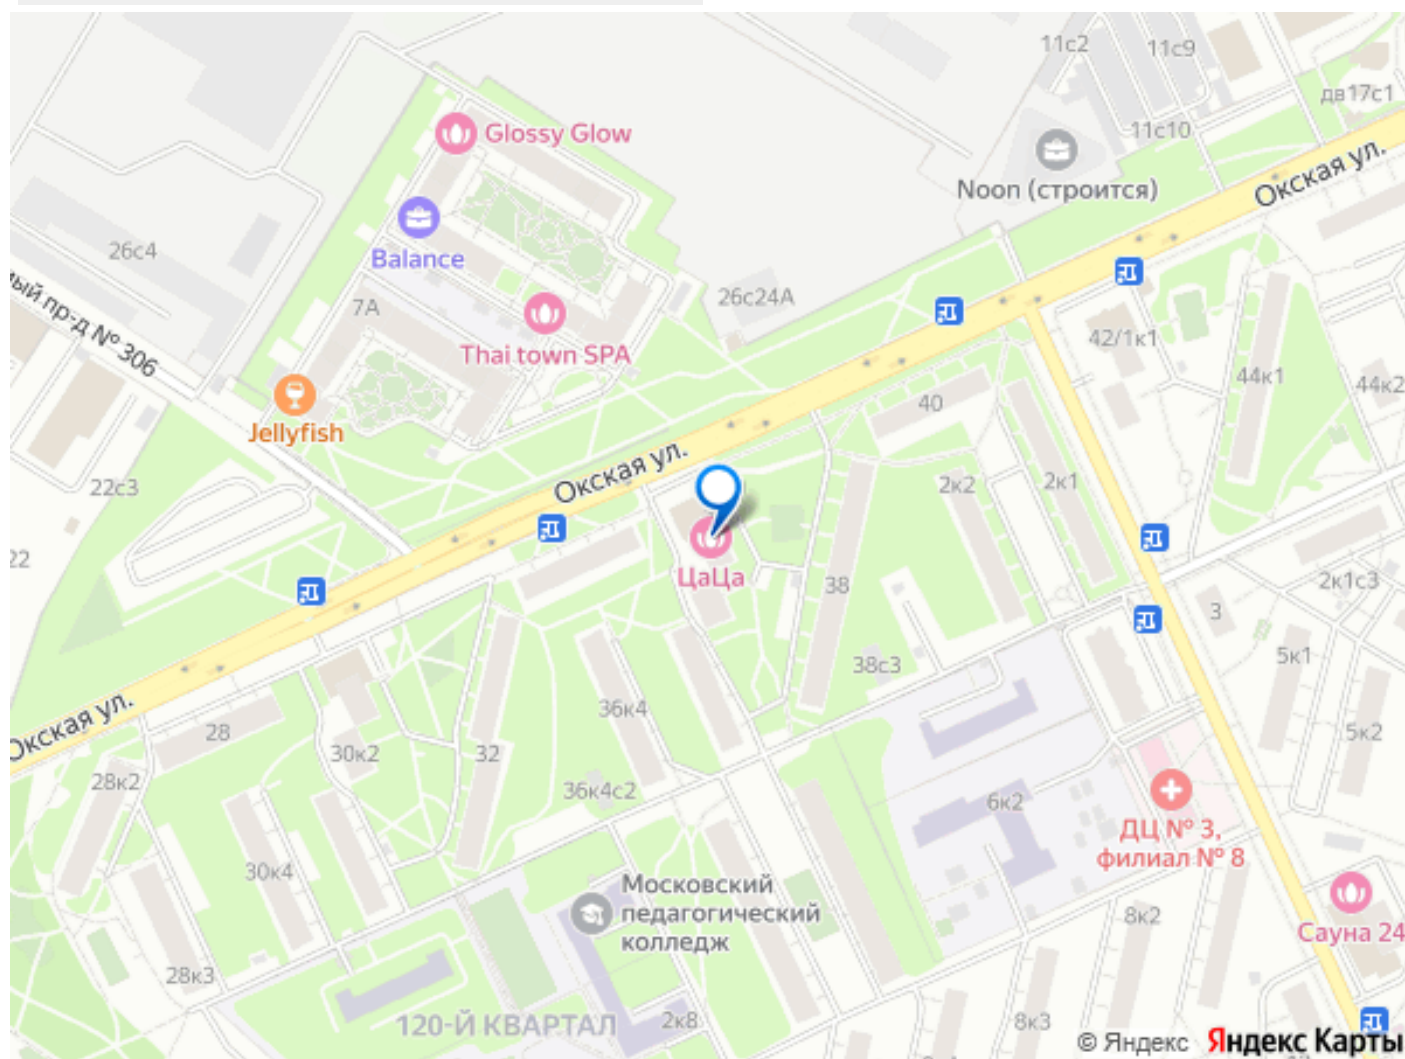 11с2
11с9
дв17с1
11с10
Glossy Glow
Окская ул.
Noon (строится)
Balance
26с4
7А
26с24А
ный пр-д № 306
Thai town SPA
42/1к1
44к1
44к2
40
Jellyfish
Окская ул.
22с3
2к2
2к1
22
ЦаЦа
38
2к1с3
3
38с3
5к1
36к4
Окская ул.
28
30к2
32
5к2
28к2
36к4с2
6к2
ДЦ № 3,
филиал № 8
30к4
Московский
педагогический
колледж
8к2
Сауна 24
28к3
120-Й КВАРТАЛ
2к8
8к3
© Яндекс Яндекс Карты